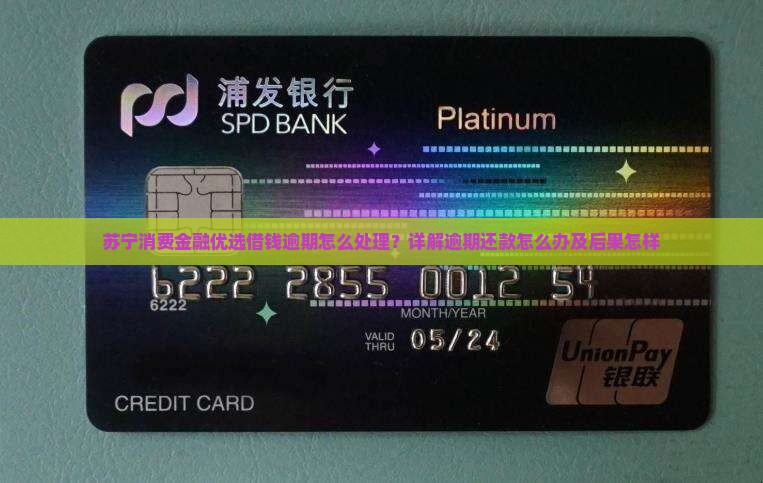 浦发银行
SPD BANK
Platinum
苏宁消费金融优选借钱逾期怎么处理？详解逾期还款怎么办及后果怎样
6222 2855 0012 54
6222
MONTH/YEAR
VALID THRU 05/24
UnionPay
银联
CREDIT CARD